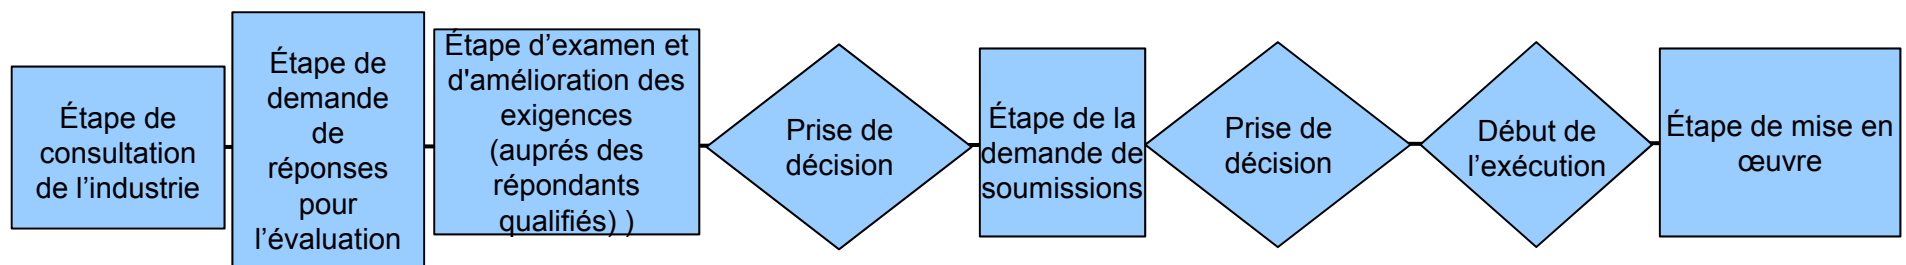 Étape de
consultation
de l’industrie
Étape de
demande
de
réponses
pour
l’évaluation
Étape d’examen et
d'amélioration des
exigences
(auprés des
répondants
qualifiés) )
Prise de
décision
Étape de la
demande de
soumissions
Prise de
décision
Début de
l’exécution
Étape de mise en
œuvre